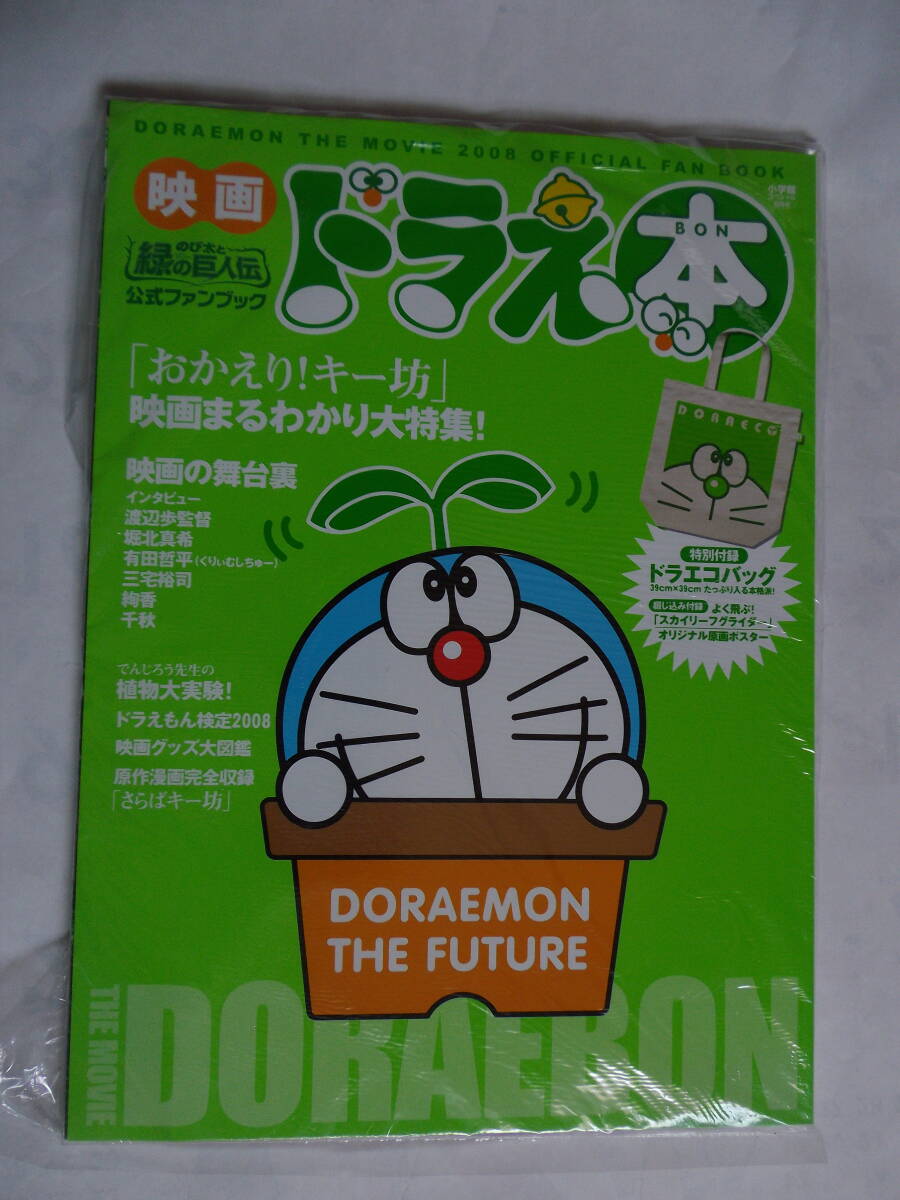 DORAEMON THE MOVIE 2008 OFFICIAL FAN BOOK
映画
ドラえ本
BON
小学館
のび太と
緑の巨人伝
公式ファンブック
「おかえり!キー坊」
映画まるわかり大特集!
映画の舞台裏
インタビュー
渡辺歩監督
堀北真希
有田哲平(くりぃむしちゅー)
三宅裕司
絢香
千秋
でんじろう先生の
植物大実験!
ドラえもん検定2008
映画グッズ大図鑑
原作漫画完全収録
「さらばキー坊」
DORAECO
特別付録
ドラエコバッグ
39cm×39cm たっぷり入る本格派!
綴じ込み付録 よく飛ぶ!
「スカイリーフグライダー」
オリジナル原画ポスター
DORAEMON
THE FUTURE
THE MOVIE
DORAEBON